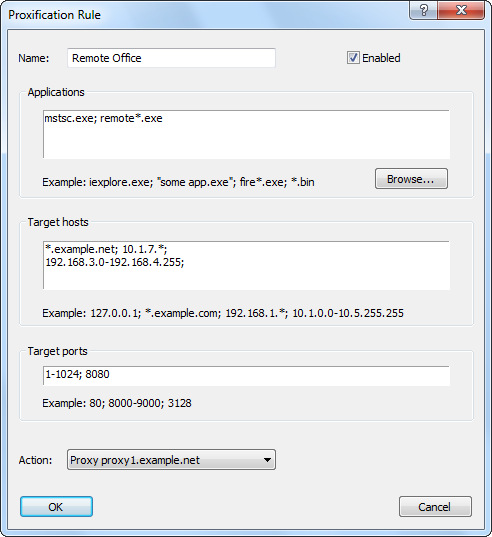 Proxification Rule
Name: Remote Office Enabled
Applications
mstsc.exe; remote*.exe
Example: iexplore.exe; "some app.exe"; fire*.exe; *.bin Browse...
Target hosts
*.example.net; 10.1.7.*;
192.168.3.0-192.168.4.255;
Example: 127.0.0.1; *.example.com; 192.168.1.*; 10.1.0.0-10.5.255.255
Target ports
1-1024; 8080
Example: 80; 8000-9000; 3128
Action: Proxy proxy1.example.net
OK Cancel